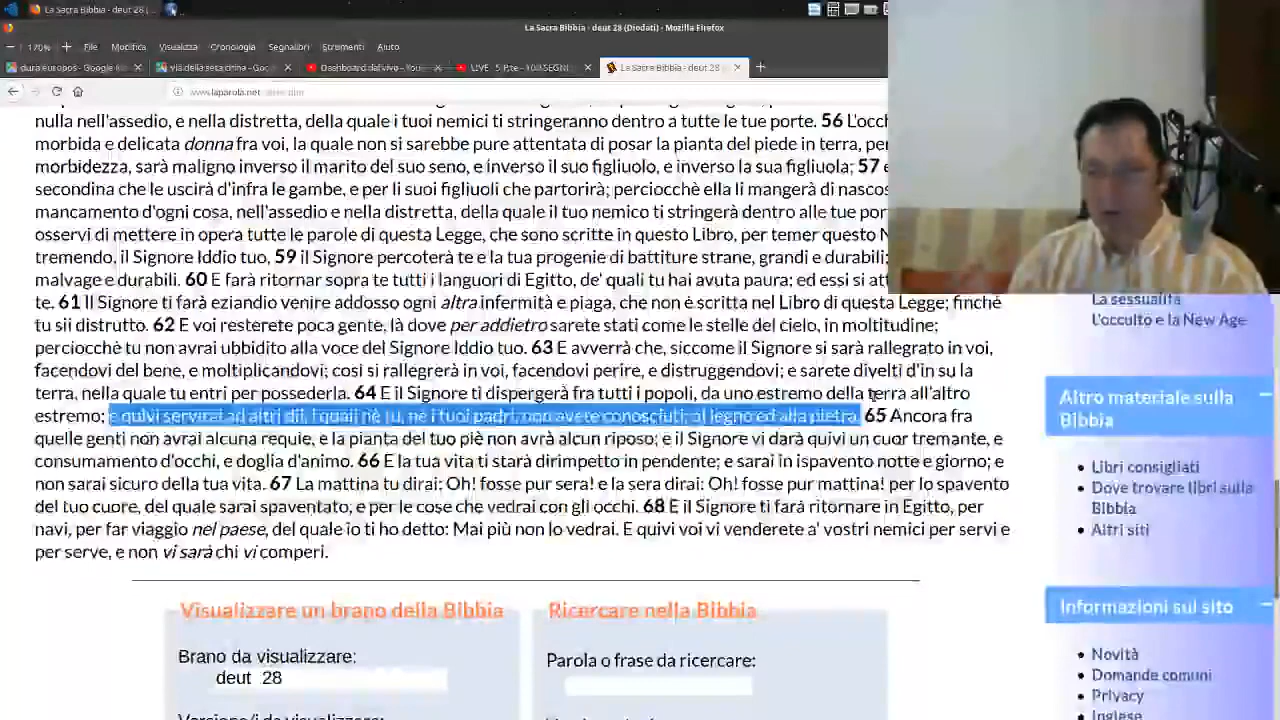 La Sacra Bibbia - deut 28 (...
La Sacra Bibbia - deut 28 (Diodati) - Mozilla Firefox
170% File Modifica Visualizza Cronologia Segnalibri Strumenti Aiuto
dura europos - Google
via della seta cina - Goo
Dashboard dal vivo - You
La Sacra Bibbia - deut 28
www.laparola.net
nulla nell'assedio, e nella distretta, della quale i tuoi nemici ti stringeranno dentro a tutte le tue porte. 56
morbida e delicata donna fra voi, la quale non si sarebbe pure attentata di posar la pianta del piede in terra,
morbidezza, sarà maligno inverso il marito del suo seno, e inverso il suo figliuolo, e inverso la sua figliuola; 57
secondina che le uscirà d'infra le gambe, e per li suoi figliuoli che partorirà; perciocchè ella li mangerà di
mancamento d'ogni cosa, nell'assedio e nella distretta, della quale il tuo nemico ti stringerà dentro alle tue
osservi di mettere in opera tutte le parole di questa Legge, che sono scritte in questo Libro, per temer questo
tremendo, il Signore Iddio tuo, 59 il Signore percoterà te e la tua progenie di battiture strane, grandi e durabili;
malvage e durabili. 60 E farà ritornar sopra te tutti i languori di Egitto, de' quali tu hai avuta paura; ed essi si
te. 61 Il Signore ti farà eziandio venire addosso ogni altra infermità e piaga, che non è scritta nel Libro di questa Legge; finchè
tu sii distrutto. 62 E voi resterete poca gente, là dove per addietro sarete stati come le stelle del cielo, in moltitudine;
perciocchè tu non avrai ubbidito alla voce del Signore Iddio tuo. 63 E avverrà che, siccome il Signore si sarà rallegrato in voi,
facendovi del bene, e moltiplicandovi; così si rallegrerà in voi, facendovi perire, e distruggendovi; e sarete divelti d'in su la
terra, nella quale tu entri per possederla. 64 E il Signore ti dispergerà fra tutti i popoli, da uno estremo della terra all'altro
estremo; e quivi servirai ad altri dii, i quali nè tu, nè i tuoi padri, non avete conosciuti; al legno ed alla pietra. 65 Ancora fra
quelle genti non avrai alcuna requie, e la pianta del tuo piè non avrà alcun riposo; e il Signore vi darà quivi un cuor tremante, e
consumamento d'occhi, e doglia d'animo. 66 E la tua vita ti starà dirimpetto in pendente; e sarai in ispavento notte e giorno; e
non sarai sicuro della tua vita. 67 La mattina tu dirai: Oh! fosse pur sera! e la sera dirai: Oh! fosse pur mattina! per lo spavento
del tuo cuore, del qual sarai spaventato, e per le cose che vedrai con gli occhi. 68 E il Signore ti farà ritornare in Egitto, per
navi, per far viaggio nel paese, del quale io ti ho detto: Mai più non lo vedrai. E quivi voi vi venderete a' vostri nemici per servi e
per serve, e non vi sarà chi vi comperi.
Visualizzare un brano della Bibbia
Brano da visualizzare:
deut 28
Ricercare nella Bibbia
Parola o frase da ricercare:
La sessualità
L'occulto e la New Age
Altro materiale sulla
Bibbia
Libri consigliati
Dove trovare libri sulla
Bibbia
Altri siti
Informazioni sul sito
Novità
Domande comuni
Privacy
Inglese